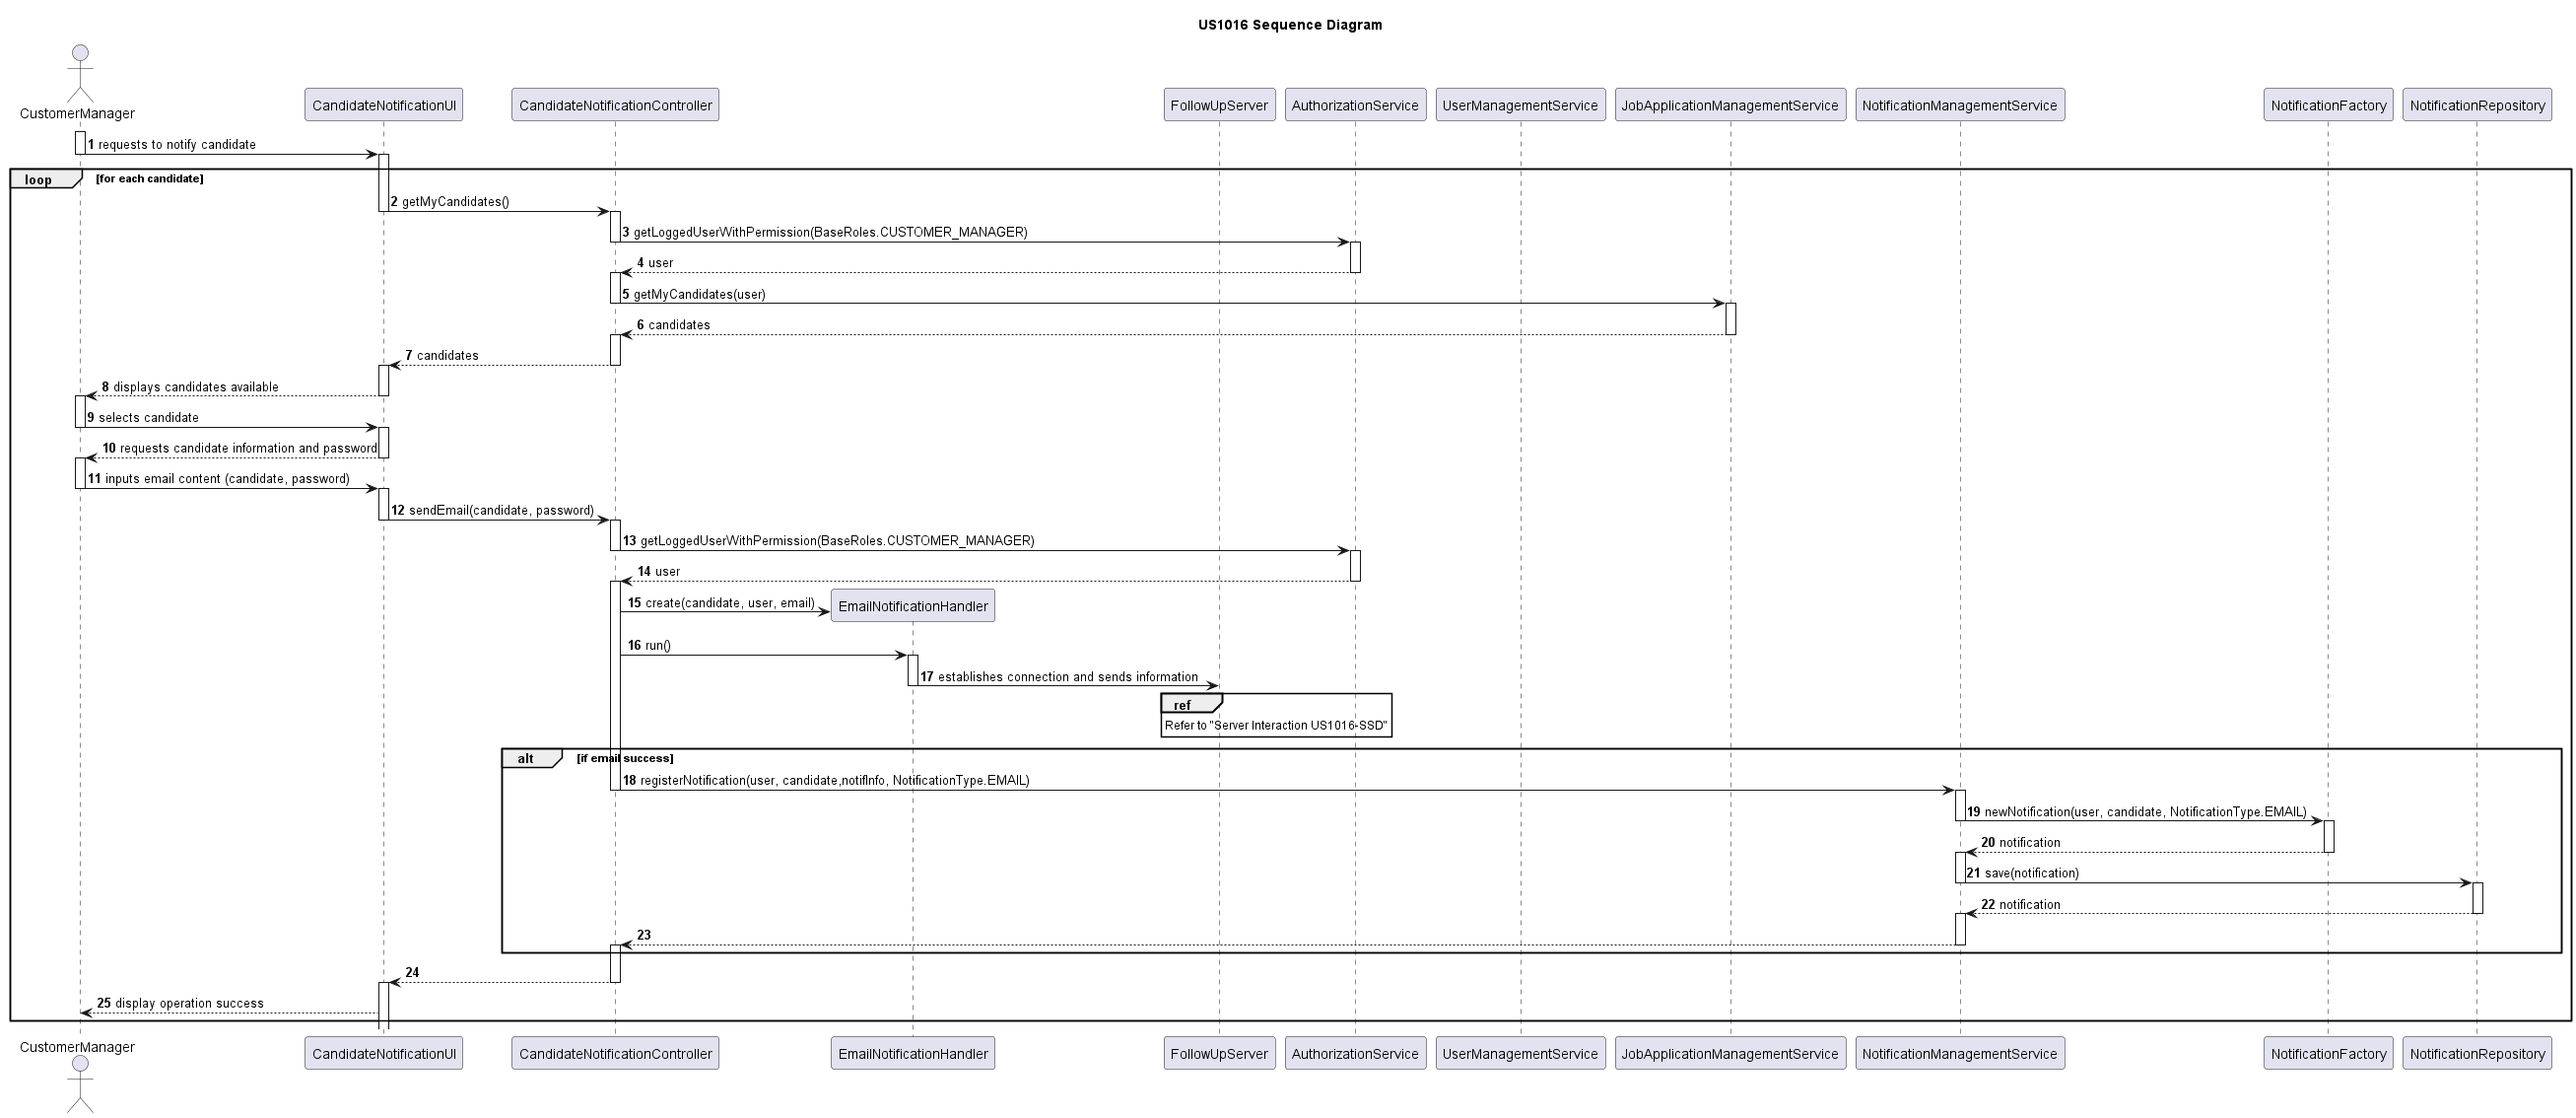 US1016 Sequence Diagram
CustomerManager
CandidateNotificationUI
CandidateNotificationController
FollowUpServer
AuthorizationService
UserManagementService
JobApplicationManagementService
NotificationManagementService
NotificationFactory
NotificationRepository
1 requests to notify candidate
loop [for each candidate]
2 getMyCandidates()
3 getLoggedUserWithPermission(BaseRoles.CUSTOMER_MANAGER)
4 user
5 getMyCandidates(user)
6 candidates
7 candidates
8 displays candidates available
9 selects candidate
10 requests candidate information and password
11 inputs email content (candidate, password)
12 sendEmail(candidate, password)
13 getLoggedUserWithPermission(BaseRoles.CUSTOMER_MANAGER)
14 user
15 create(candidate, user, email)
EmailNotificationHandler
16 run()
17 establishes connection and sends information
ref
Refer to "Server Interaction US1016-SSD"
alt [if email success]
18 registerNotification(user, candidate,notifInfo, NotificationType.EMAIL)
19 newNotification(user, candidate, NotificationType.EMAIL)
20 notification
21 save(notification)
22 notification
23
24
25 display operation success
CustomerManager
CandidateNotificationUI
CandidateNotificationController
EmailNotificationHandler
FollowUpServer
AuthorizationService
UserManagementService
JobApplicationManagementService
NotificationManagementService
NotificationFactory
NotificationRepository